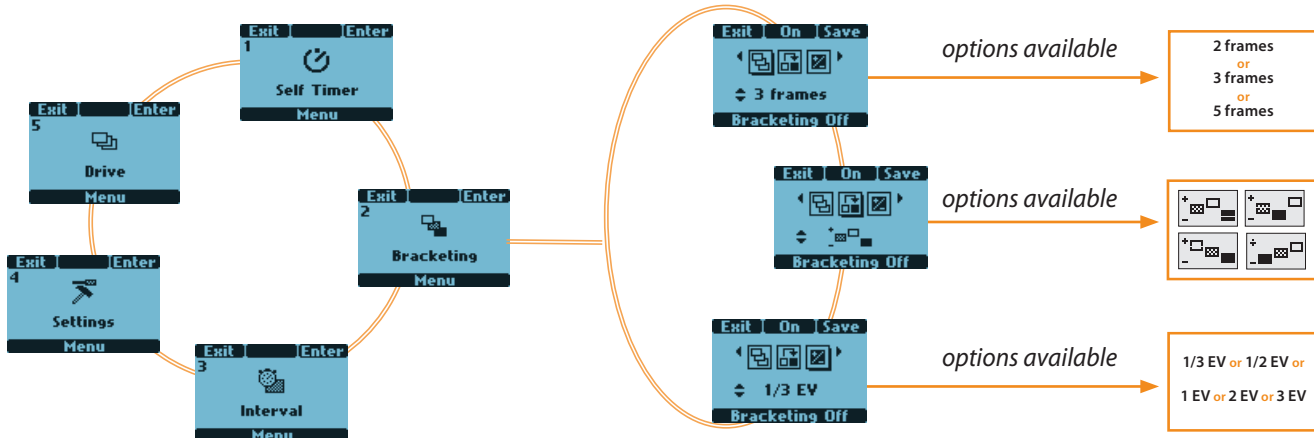 Exit Enter
1
Self Timer
Menu
Exit Enter
5
Drive
Menu
Exit Enter
2
Bracketing
Menu
Exit Enter
4
Settings
Menu
Exit Enter
3
Interval
Menu
Exit On Save
3 frames
Bracketing Off
options available
2 frames
or
3 frames
or
5 frames
Exit On Save
Bracketing Off
options available
Exit On Save
1/3 EV
Bracketing Off
options available
1/3 EV or 1/2 EV or
1 EV or 2 EV or 3 EV